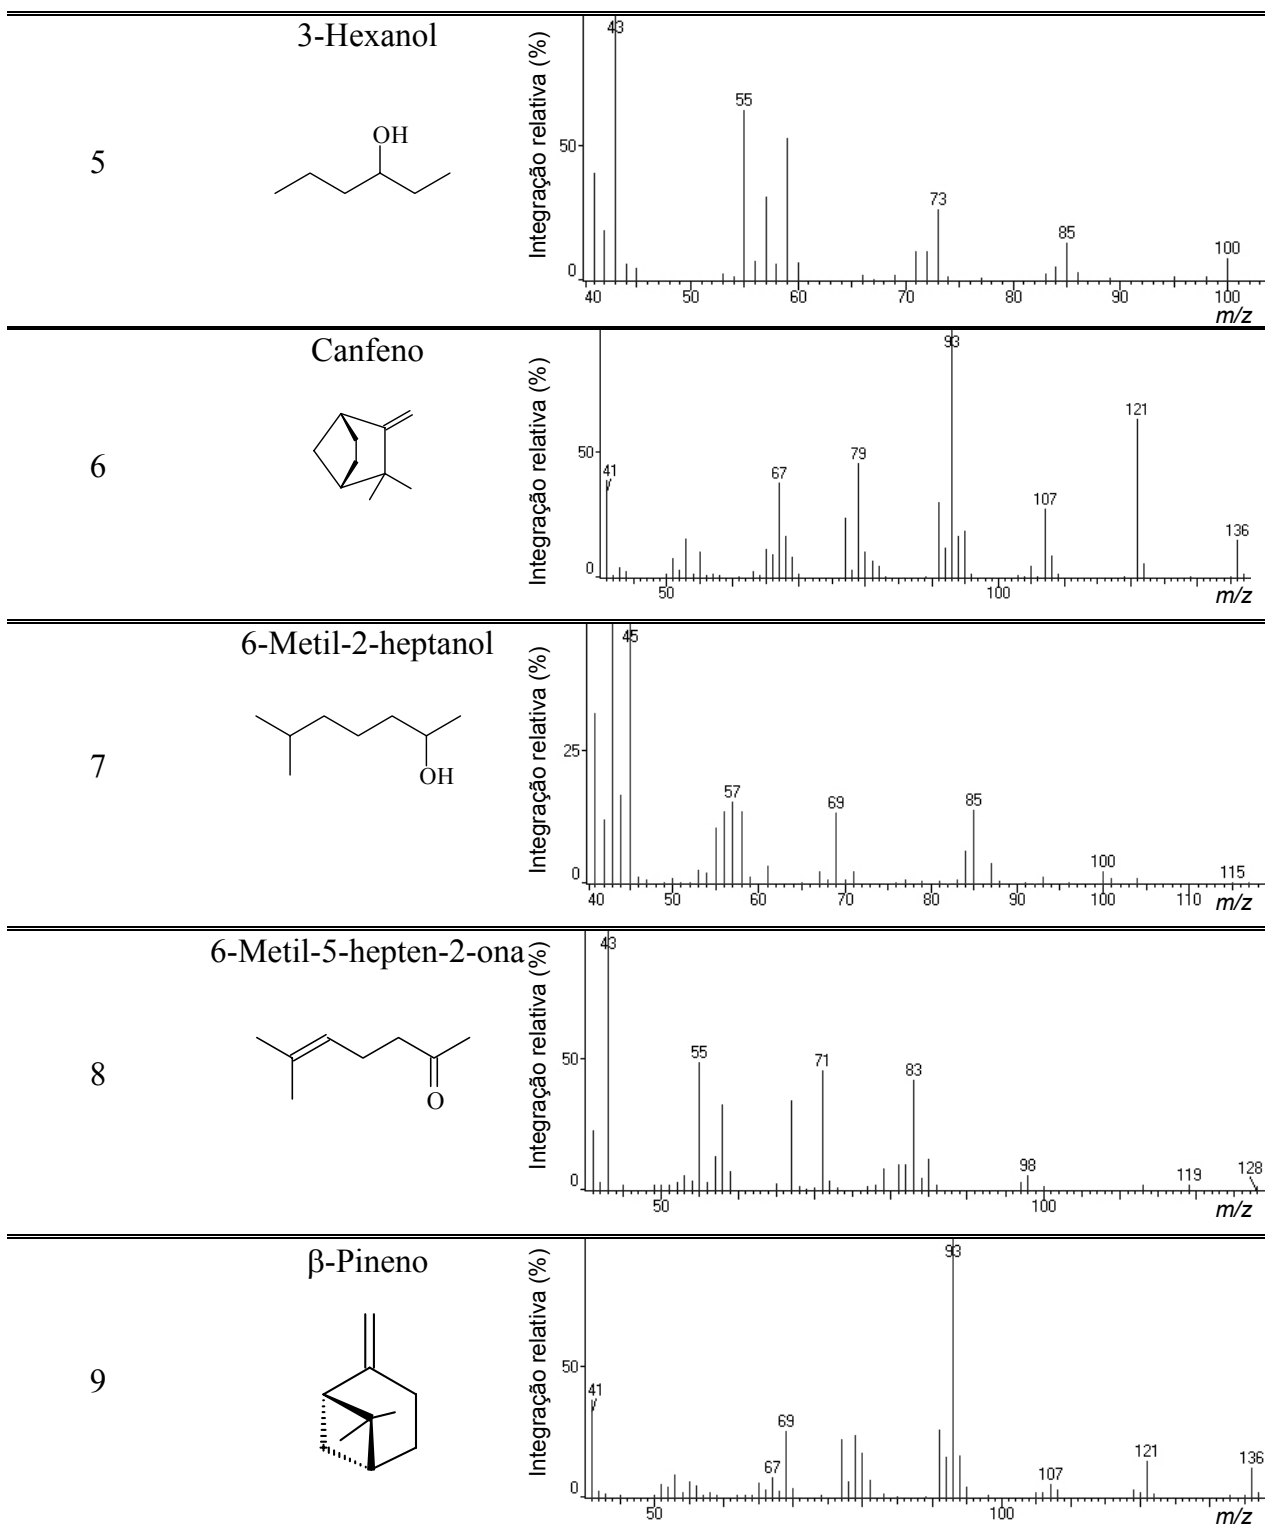 3-Hexanol
5
OH
Integração relativa (%)
50
0
43
55
73
85
100
40 50 60 70 80 90 100
m/z
Canfeno
6
Integração relativa (%)
50
0
41
67
79
93
107
121
136
50 100
m/z
6-Metil-2-heptanol
7
OH
Integração relativa (%)
25
0
45
57
69
85
100
115
40 50 60 70 80 90 100 110
m/z
6-Metil-5-hepten-2-ona
8
O
Integração relativa (%)
50
0
43
55
71
83
98
119
128
50 100
m/z
β-Pineno
9
Integração relativa (%)
50
0
41
67
69
93
107
121
136
50 100
m/z